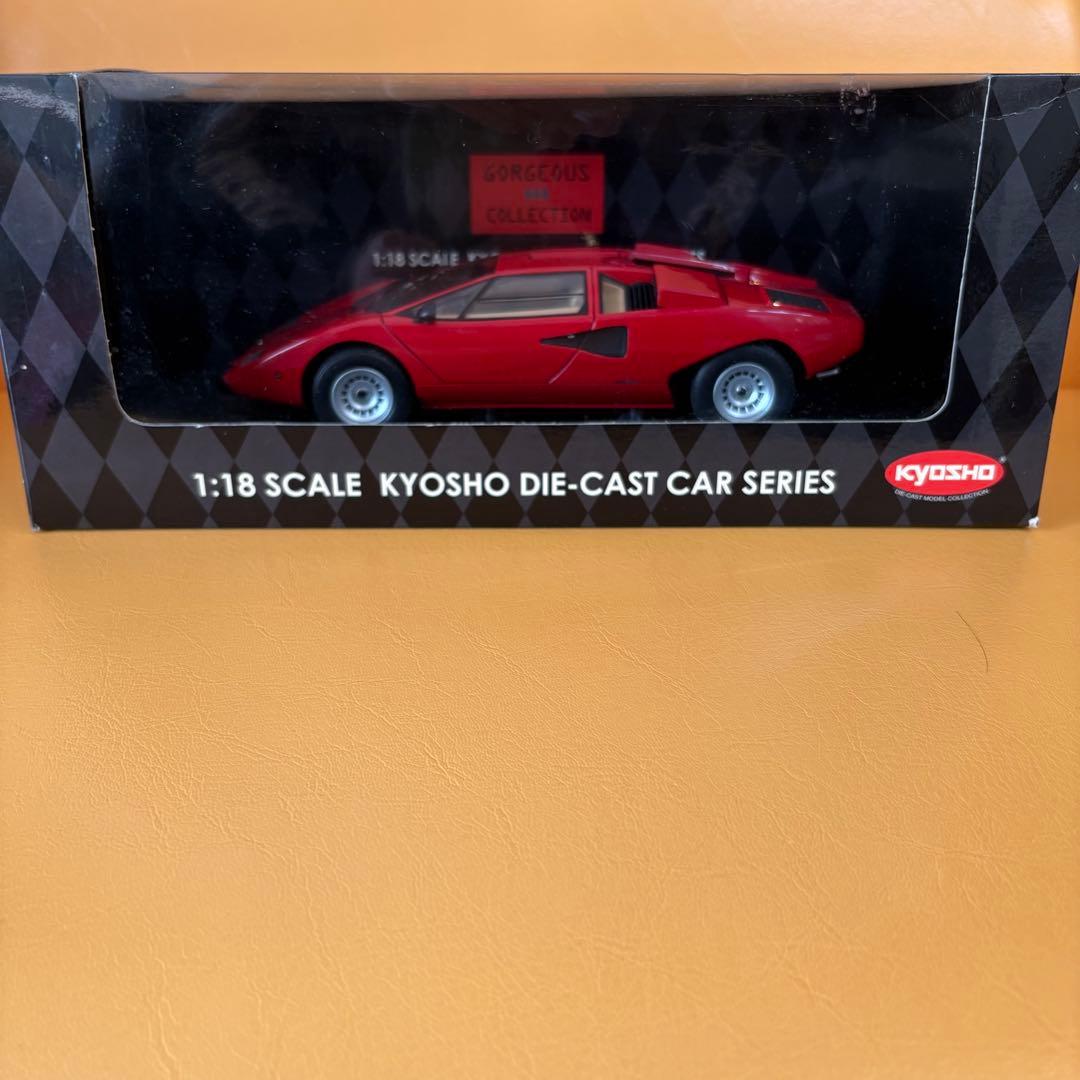 GORGEOUS
COLLECTION
1:18 SCALE
1:18 SCALE KYOSHO DIE-CAST CAR SERIES
KYOSHO®
DIE-CAST MODEL COLLECTION